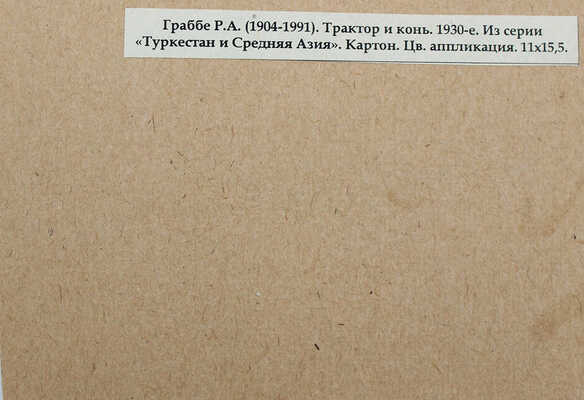 Граббе Р.А. (1904-1991). Трактор и конь. 1930-е. Из серии
«Туркестан и Средняя Азия». Картон. Цв. аппликация. 11х15,5.